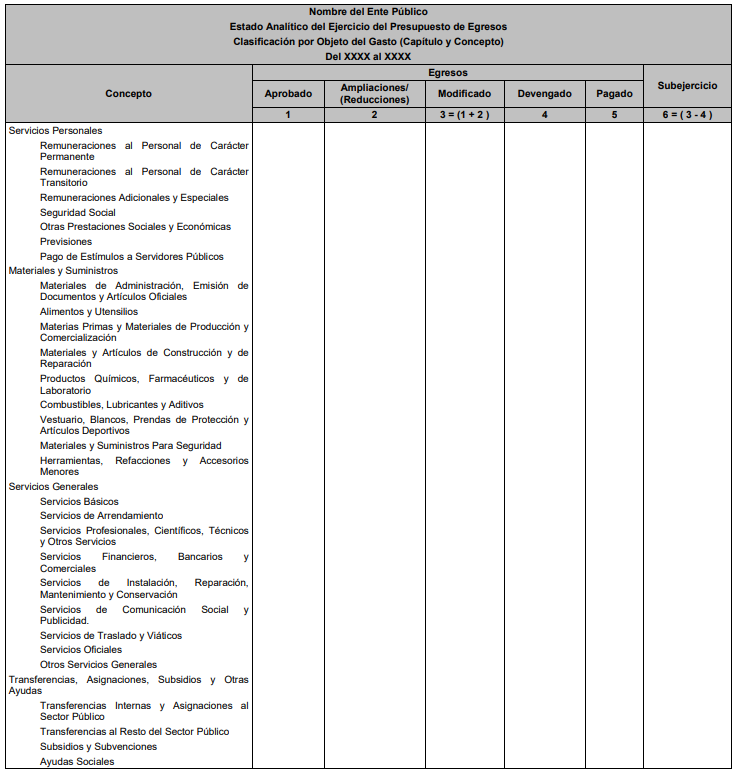 Nombre del Ente Público
Estado Analítico del Ejercicio del Presupuesto de Egresos
Clasificación por Objeto del Gasto (Capítulo y Concepto)
Del XXXX al XXXX
Concepto
Egresos
Subejercicio
Aprobado
Ampliaciones/
(Reducciones)
Modificado
Devengado
Pagado
1
2
3 = (1 + 2 )
4
5
6 = ( 3 - 4 )
Servicios Personales
Remuneraciones al Personal de Carácter
Permanente
Remuneraciones al Personal de Carácter
Transitorio
Remuneraciones Adicionales y Especiales
Seguridad Social
Otras Prestaciones Sociales y Económicas
Previsiones
Pago de Estímulos a Servidores Públicos
Materiales y Suministros
Materiales de Administración, Emisión de
Documentos y Artículos Oficiales
Alimentos y Utensilios
Materias Primas y Materiales de Producción y
Comercialización
Materiales y Artículos de Construcción y de
Reparación
Productos Químicos, Farmacéuticos y de
Laboratorio
Combustibles, Lubricantes y Aditivos
Vestuario, Blancos, Prendas de Protección y
Artículos Deportivos
Materiales y Suministros Para Seguridad
Herramientas, Refacciones y Accesorios
Menores
Servicios Generales
Servicios Básicos
Servicios de Arrendamiento
Servicios Profesionales, Científicos, Técnicos
y Otros Servicios
Servicios Financieros, Bancarios y
Comerciales
Servicios de Instalación, Reparación,
Mantenimiento y Conservación
Servicios de Comunicación Social y
Publicidad.
Servicios de Traslado y Viáticos
Servicios Oficiales
Otros Servicios Generales
Transferencias, Asignaciones, Subsidios y Otras
Ayudas
Transferencias Internas y Asignaciones al
Sector Público
Transferencias al Resto del Sector Público
Subsidios y Subvenciones
Ayudas Sociales